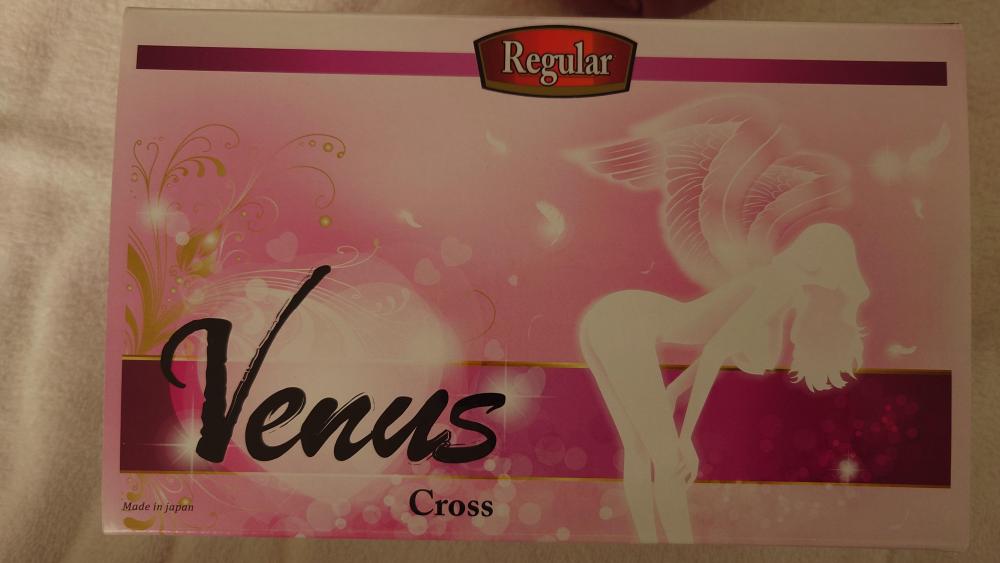 Regular
Venus
Cross
Made in japan